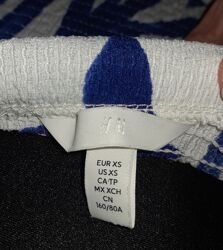 H&M
EUR XS
US XS
CA·TP
MX XCH
CN
160/80A